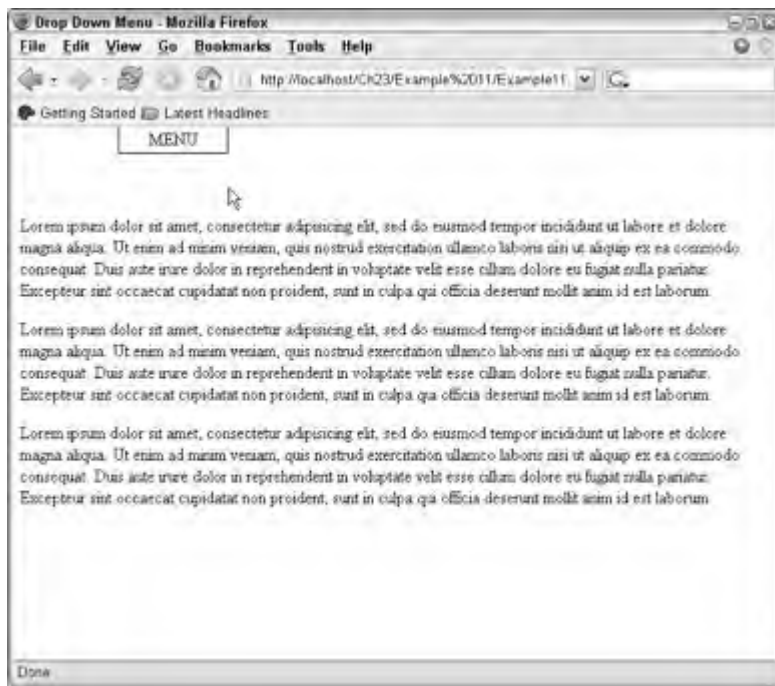 Drop Down Menu - Mozilla Firefox
File Edit View Go Bookmarks Tools Help
http://localhost/Ch23/Example%2011/Example11
Getting Started Latest Headlines
MENU
Lorem ipsum dolor sit amet, consectetur adipisicing elit, sed do eiusmod tempor incididunt ut labore et dolore
magna aliqua. Ut enim ad minim veniam, quis nostrud exercitation ullamco laboris nisi ut aliquip ex ea commodo
consequat. Duis aute irure dolor in reprehenderit in voluptate velit esse cillum dolore eu fugiat nulla pariatur.
Excepteur sint occaecat cupidatat non proident, sunt in culpa qui officia deserunt mollit anim id est laborum.
Lorem ipsum dolor sit amet, consectetur adipisicing elit, sed do eiusmod tempor incididunt ut labore et dolore
magna aliqua. Ut enim ad minim veniam, quis nostrud exercitation ullamco laboris nisi ut aliquip ex ea commodo
consequat. Duis aute irure dolor in reprehenderit in voluptate velit esse cillum dolore eu fugiat nulla pariatur.
Excepteur sint occaecat cupidatat non proident, sunt in culpa qui officia deserunt mollit anim id est laborum.
Lorem ipsum dolor sit amet, consectetur adipisicing elit, sed do eiusmod tempor incididunt ut labore et dolore
magna aliqua. Ut enim ad minim veniam, quis nostrud exercitation ullamco laboris nisi ut aliquip ex ea commodo
consequat. Duis aute irure dolor in reprehenderit in voluptate velit esse cillum dolore eu fugiat nulla pariatur.
Excepteur sint occaecat cupidatat non proident, sunt in culpa qui officia deserunt mollit anim id est laborum.
Done